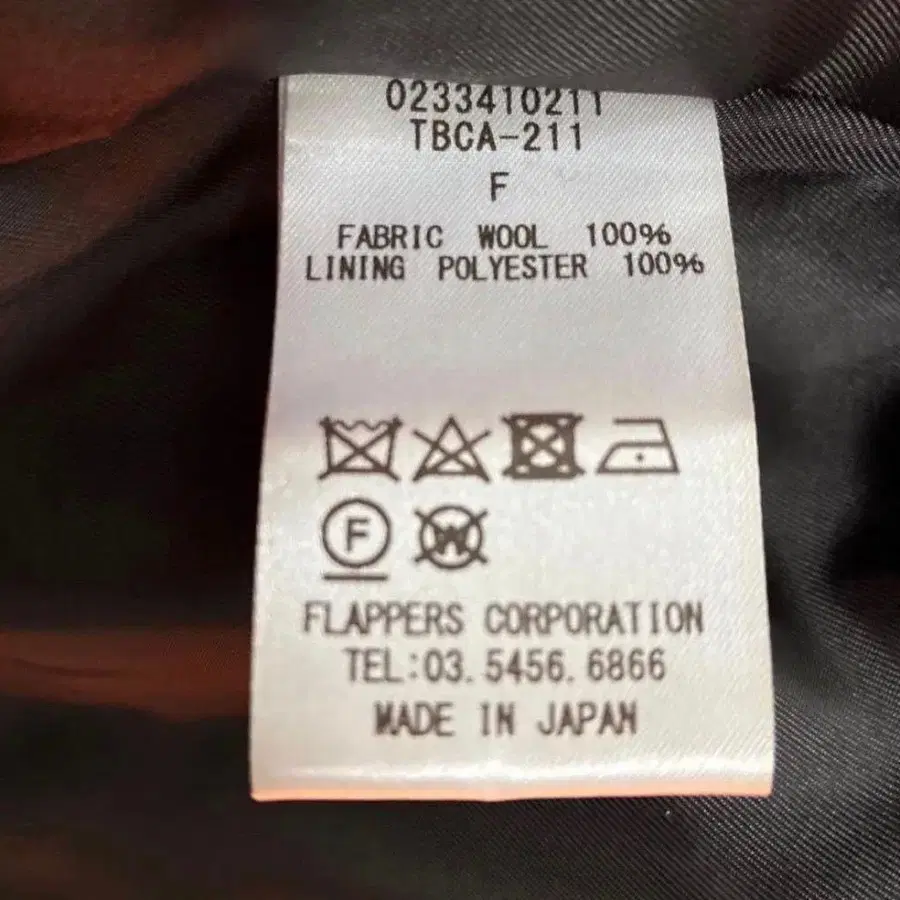 0233410211
TBCA-211
F
FABRIC WOOL 100%
LINING POLYESTER 100%
F
W
FLAPPERS CORPORATION
TEL:03.5456.6866
MADE IN JAPAN